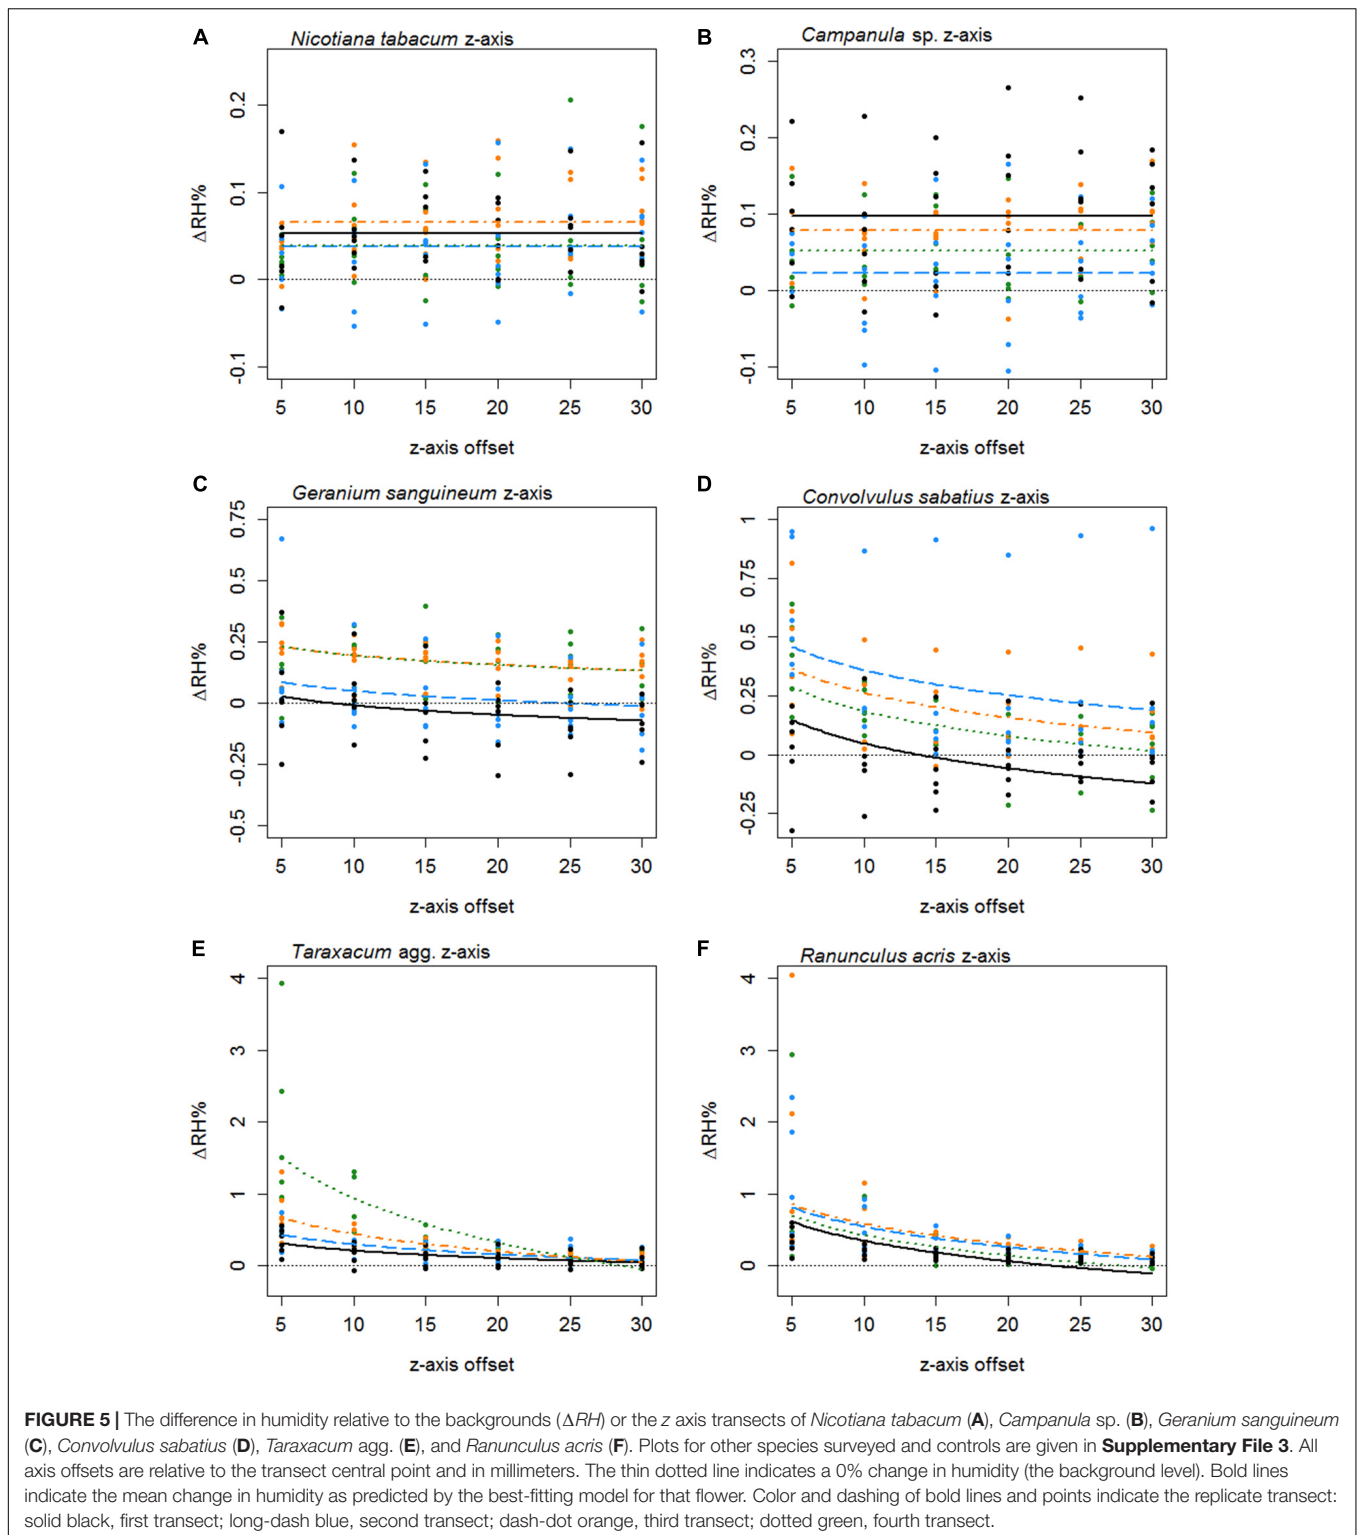 A
Nicotiana tabacum z-axis
0.2
0.1
0
-0.1
ΔRH%
5 10 15 20 25 30
z-axis offset
B
Campanula sp. z-axis
0.3
0.2
0.1
0
-0.1
ΔRH%
5 10 15 20 25 30
z-axis offset
C
Geranium sanguineum z-axis
0.75
0.5
0.25
0
-0.25
-0.5
ΔRH%
5 10 15 20 25 30
z-axis offset
D
Convolvulus sabatius z-axis
1
0.75
0.5
0.25
0
-0.25
ΔRH%
5 10 15 20 25 30
z-axis offset
E
Taraxacum agg. z-axis
4
3
2
1
0
ΔRH%
5 10 15 20 25 30
z-axis offset
F
Ranunculus acris z-axis
4
3
2
1
0
ΔRH%
5 10 15 20 25 30
z-axis offset
FIGURE 5 | The difference in humidity relative to the backgrounds (ΔRH) or the z axis transects of Nicotiana tabacum (A), Campanula sp. (B), Geranium sanguineum
(C), Convolvulus sabatius (D), Taraxacum agg. (E), and Ranunculus acris (F). Plots for other species surveyed and controls are given in Supplementary File 3. All
axis offsets are relative to the transect central point and in millimeters. The thin dotted line indicates a 0% change in humidity (the background level). Bold lines
indicate the mean change in humidity as predicted by the best-fitting model for that flower. Color and dashing of bold lines and points indicate the replicate transect:
solid black, first transect; long-dash blue, second transect; dash-dot orange, third transect; dotted green, fourth transect.